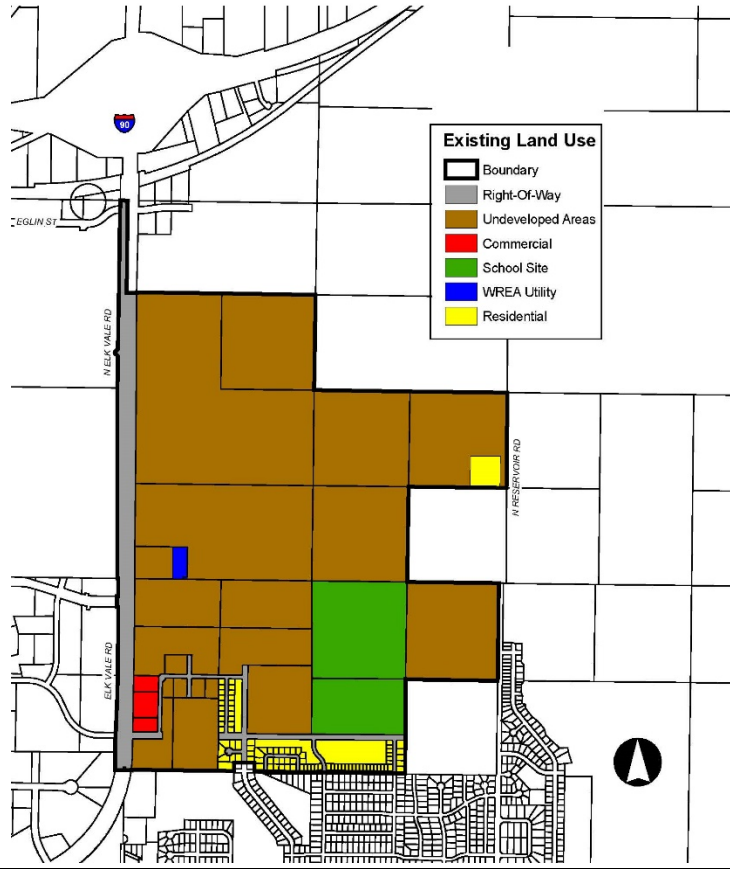 90
EGLIN ST
N ELK VALE RD
ELK VALE RD
N RESERVOIR RD
Existing Land Use
Boundary
Right-Of-Way
Undeveloped Areas
Commercial
School Site
WREA Utility
Residential